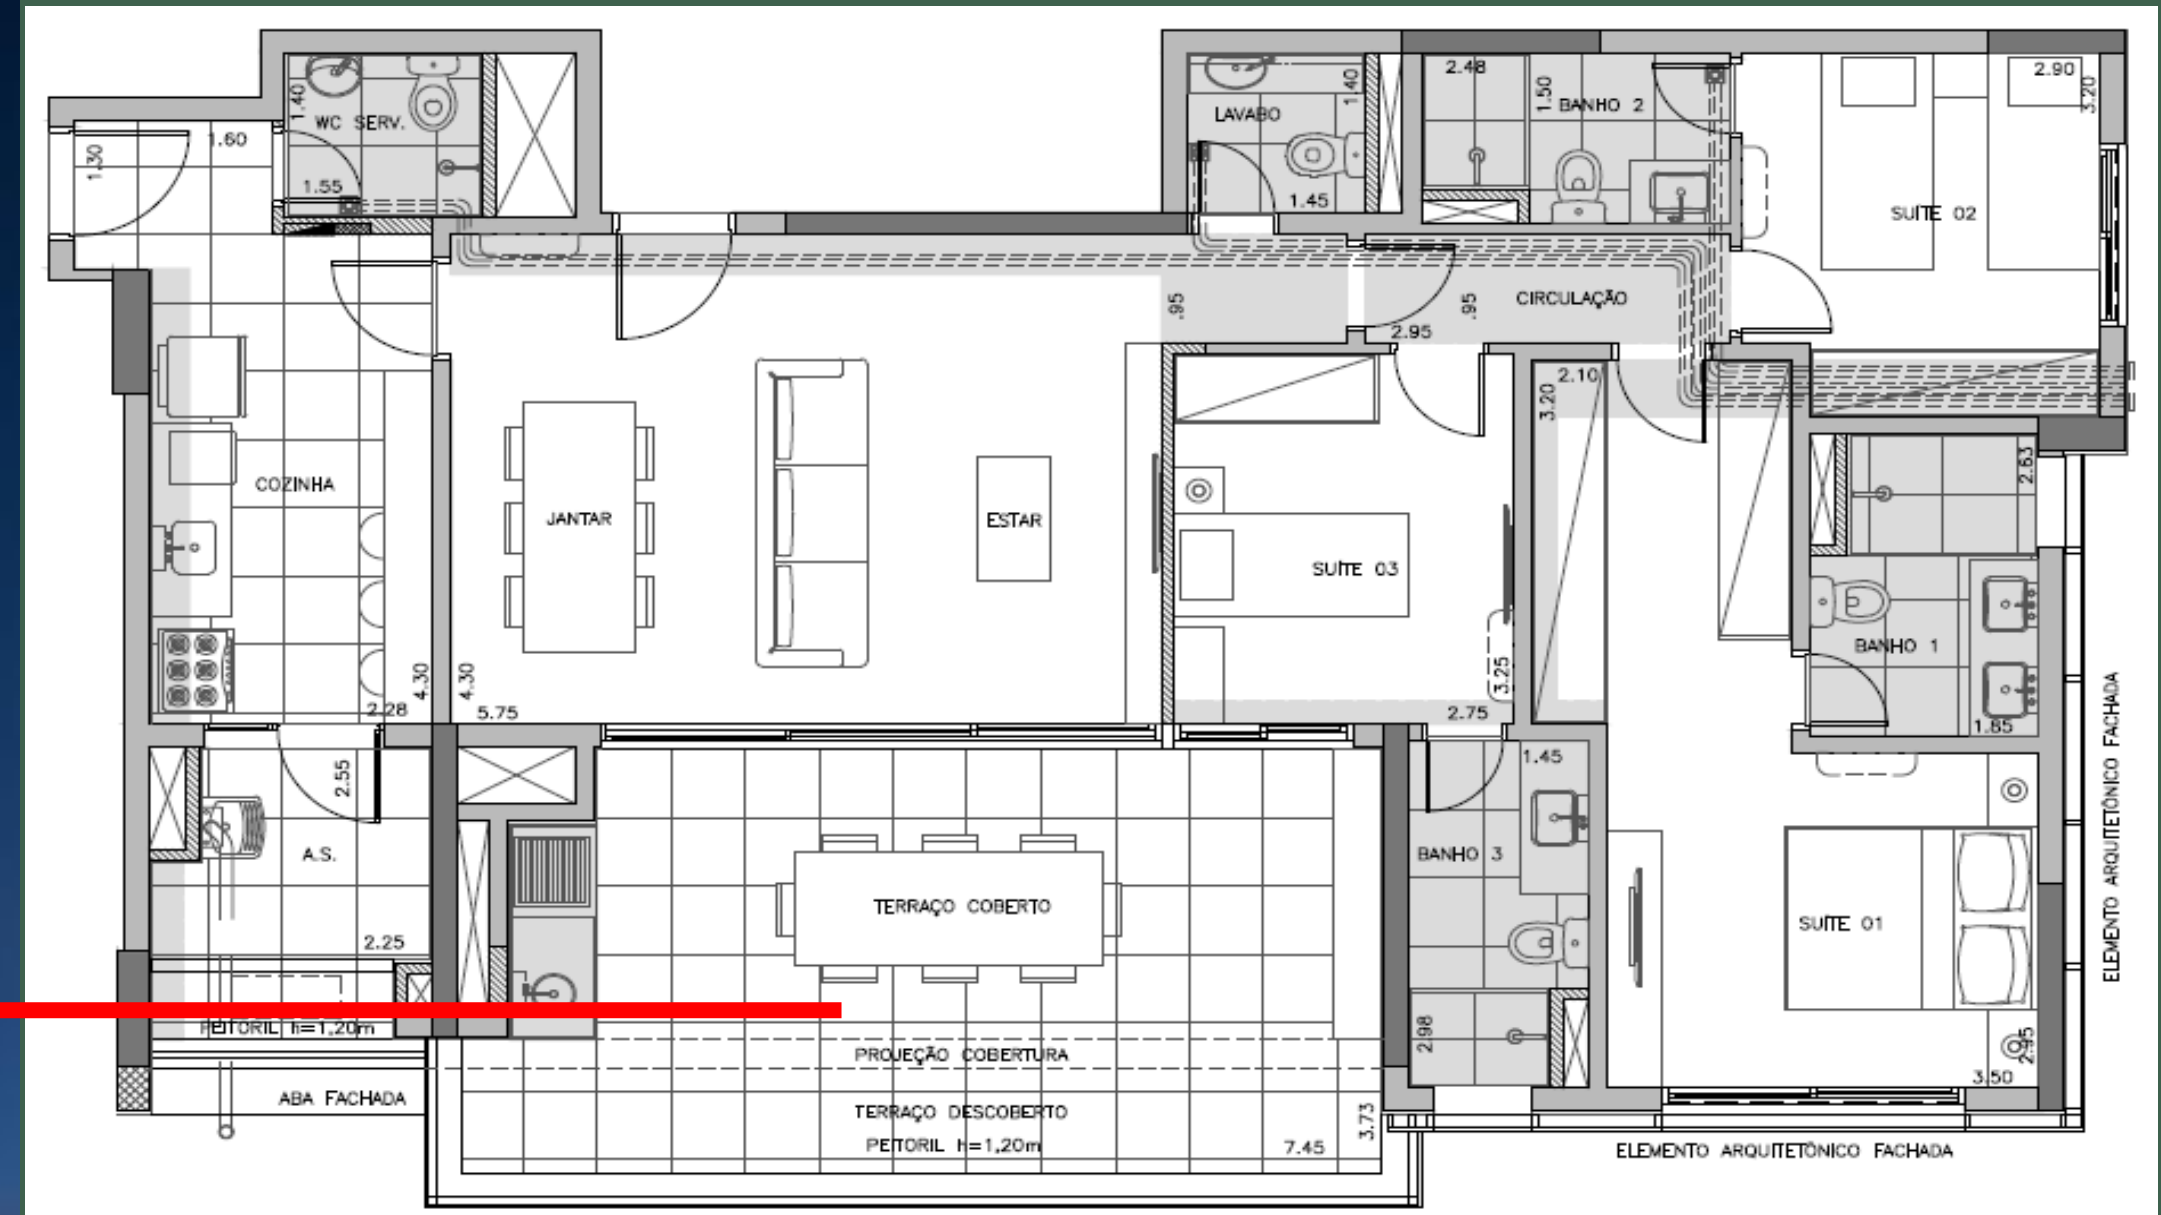 1.40
WC SERV.
1.60
1.30
1.55
LAVABO
1.40
1.45
2.48
1.50
BANHO 2
2.90
3.20
SUÍTE 02
.95
.95
CIRCULAÇÃO
2.95
COZINHA
JANTAR
ESTAR
SUÍTE 03
2.10
3.20
2.63
BANHO 1
1.85
4.30
2.28
4.30
5.75
3.25
2.75
2.55
A.S.
2.25
TERRAÇO COBERTO
1.45
BANHO 3
2.98
SUÍTE 01
2.95
3.50
PEITORIL h=1,20m
ABA FACHADA
PROJEÇÃO COBERTURA
TERRAÇO DESCOBERTO
PEITORIL h=1,20m
7.45
3.73
ELEMENTO ARQUITETÔNICO FACHADA
ELEMENTO ARQUITETÔNICO FACHADA